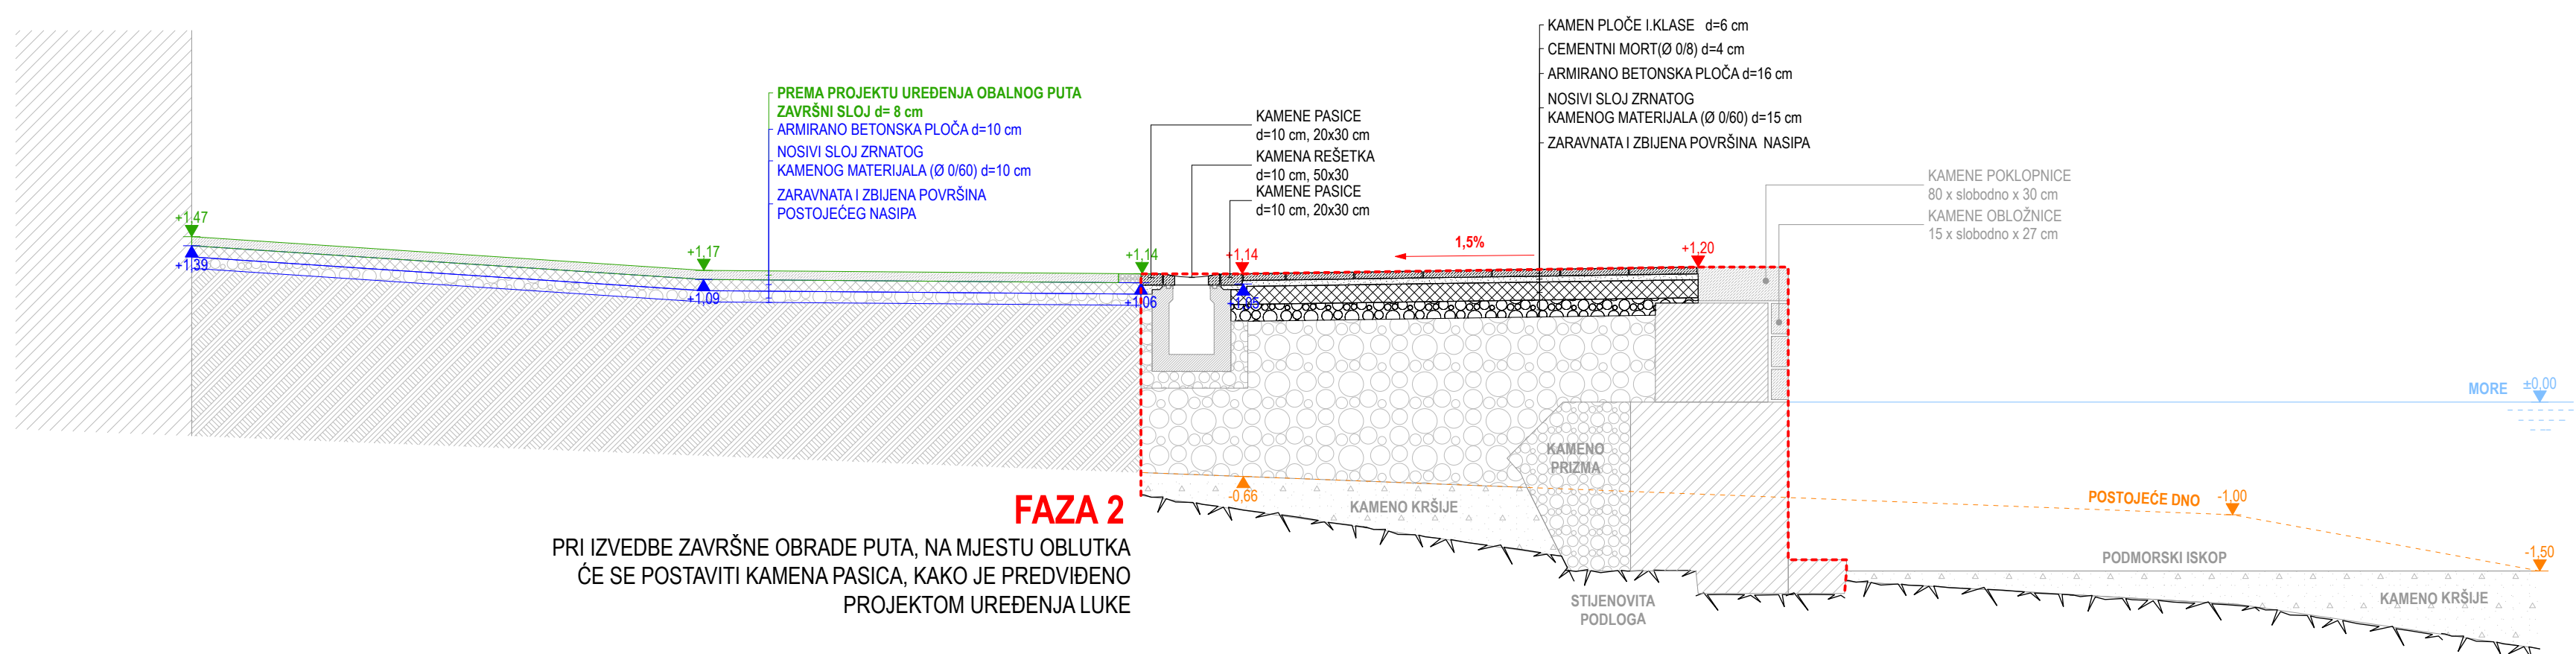 KAMEN PLOČE I.KLASE d=6 cm
CEMENTNI MORT(Ø 0/8) d=4 cm
ARMIRANO BETONSKA PLOČA d=16 cm
NOSIVI SLOJ ZRNATOG
KAMENOG MATERIJALA (Ø 0/60) d=15 cm
ZARAVNATA I ZBIJENA POVRŠINA NASIPA
PREMA PROJEKTU UREĐENJA OBALNOG PUTA
ZAVRŠNI SLOJ d= 8 cm
ARMIRANO BETONSKA PLOČA d=10 cm
NOSIVI SLOJ ZRNATOG
KAMENOG MATERIJALA (Ø 0/60) d=10 cm
ZARAVNATA I ZBIJENA POVRŠINA
POSTOJEĆEG NASIPA
KAMENE PASICE
d=10 cm, 20x30 cm
KAMENA REŠETKA
d=10 cm, 50x30
KAMENE PASICE
d=10 cm, 20x30 cm
KAMENE POKLOPNICE
80 x slobodno x 30 cm
KAMENE OBLOŽNICE
15 x slobodno x 27 cm
+1,47
+1,39
+1,17
+1,09
+1,14
+1,06
+1,14
+1,05
1,5%
+1,20
MORE ±0,00
KAMENO
PRIZMA
-0,66
KAMENO KRŠIJE
POSTOJEĆE DNO -1,00
-1,50
PODMORSKI ISKOP
KAMENO KRŠIJE
STIJENOVITA
PODLOGA
FAZA 2
PRI IZVEDBE ZAVRŠNE OBRADE PUTA, NA MJESTU OBLUTKA
ĆE SE POSTAVITI KAMENA PASICA, KAKO JE PREDVIĐENO
PROJEKTOM UREĐENJA LUKE